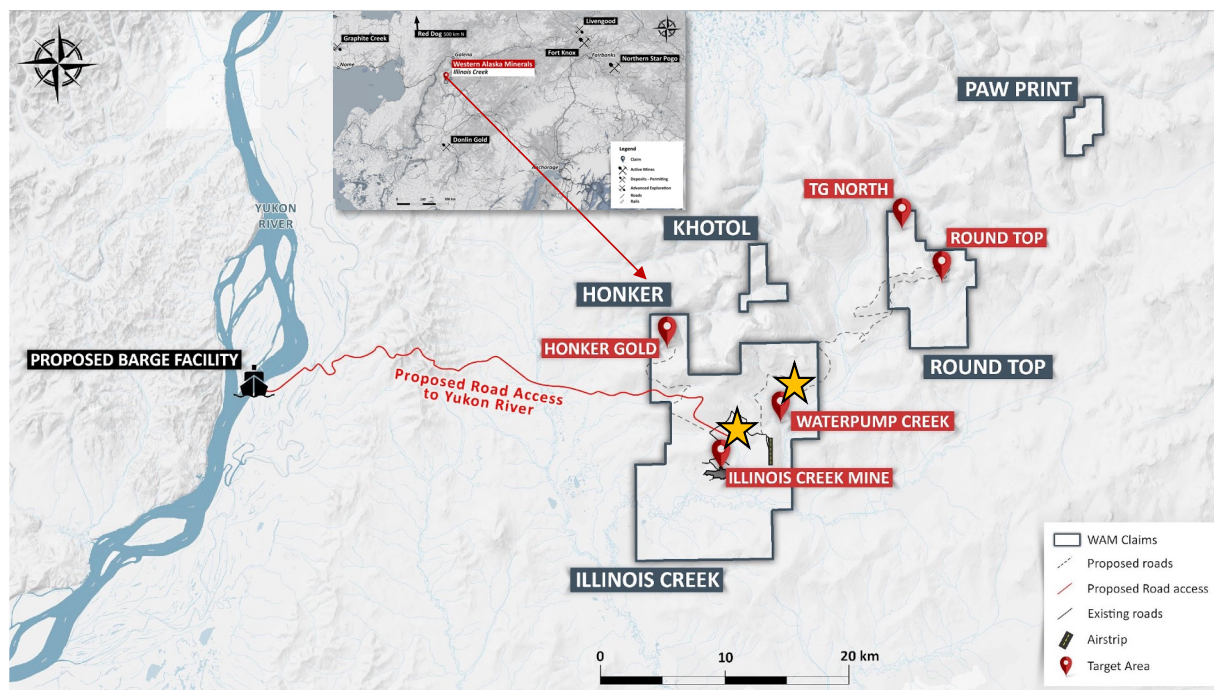 Livengood
Red Dog 500 km N
Graphite Creek
Nome
Galena
Fort Knox
Fairbanks
Northern Star Pogo
Western Alaska Minerals
Illinois Creek
Donlin Gold
Anchorage
Legend
Claim
Active Mines
Deposits - Permitting
Advanced Exploration
Roads
Rails
PAW PRINT
TG NORTH
YUKON
RIVER
KHOTOL
ROUND TOP
HONKER
HONKER GOLD
PROPOSED BARGE FACILITY
ROUND TOP
Proposed Road Access
to Yukon River
WATERPUMP CREEK
ILLINOIS CREEK MINE
ILLINOIS CREEK
WAM Claims
Proposed roads
Proposed Road access
Existing roads
Airstrip
Target Area
0 10 20 km